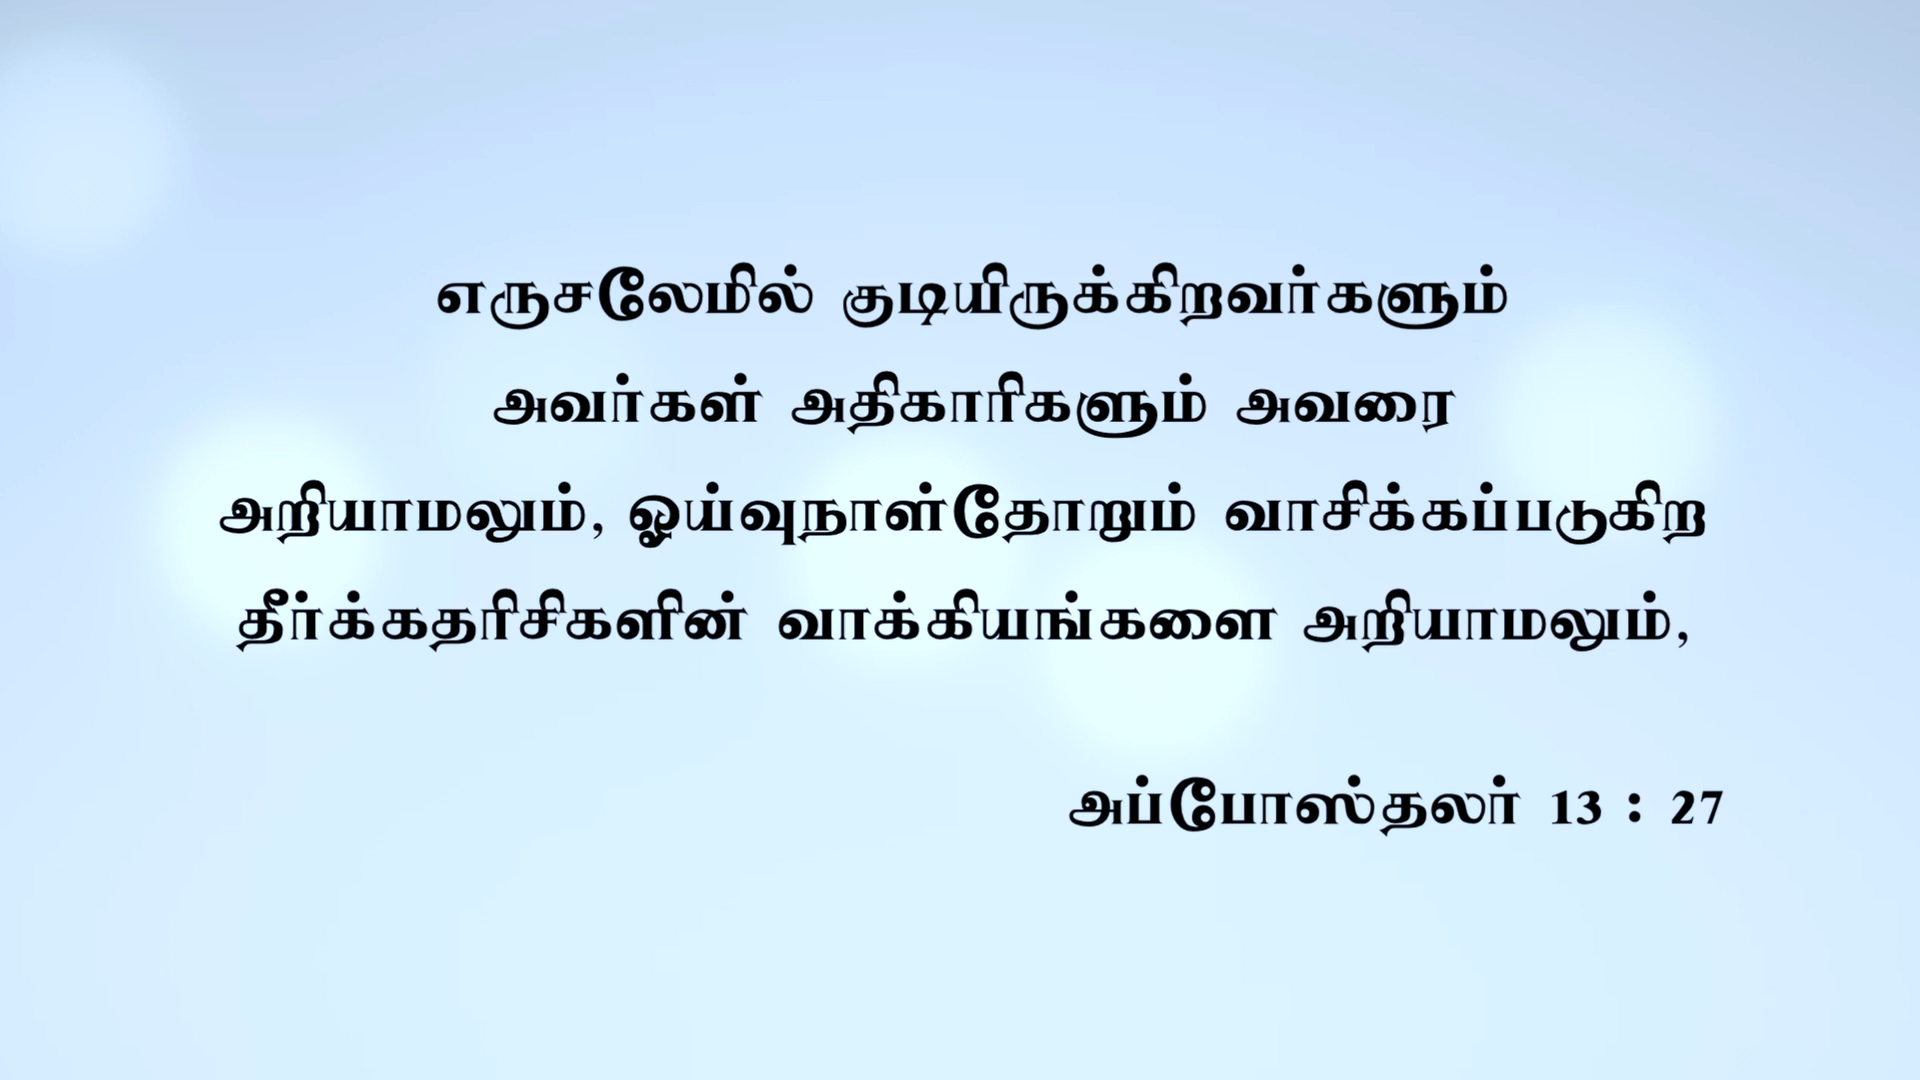 எருசலேமில் குடியிருக்கிறவர்களும்
அவர்கள் அதிகாரிகளும் அவரை
அறியாமலும், ஓய்வுநாள்தோறும் வாசிக்கப்படுகிற
தீர்க்கதரிசிகளின் வாக்கியங்களை அறியாமலும்,
அப்போஸ்தலர் 13 : 27